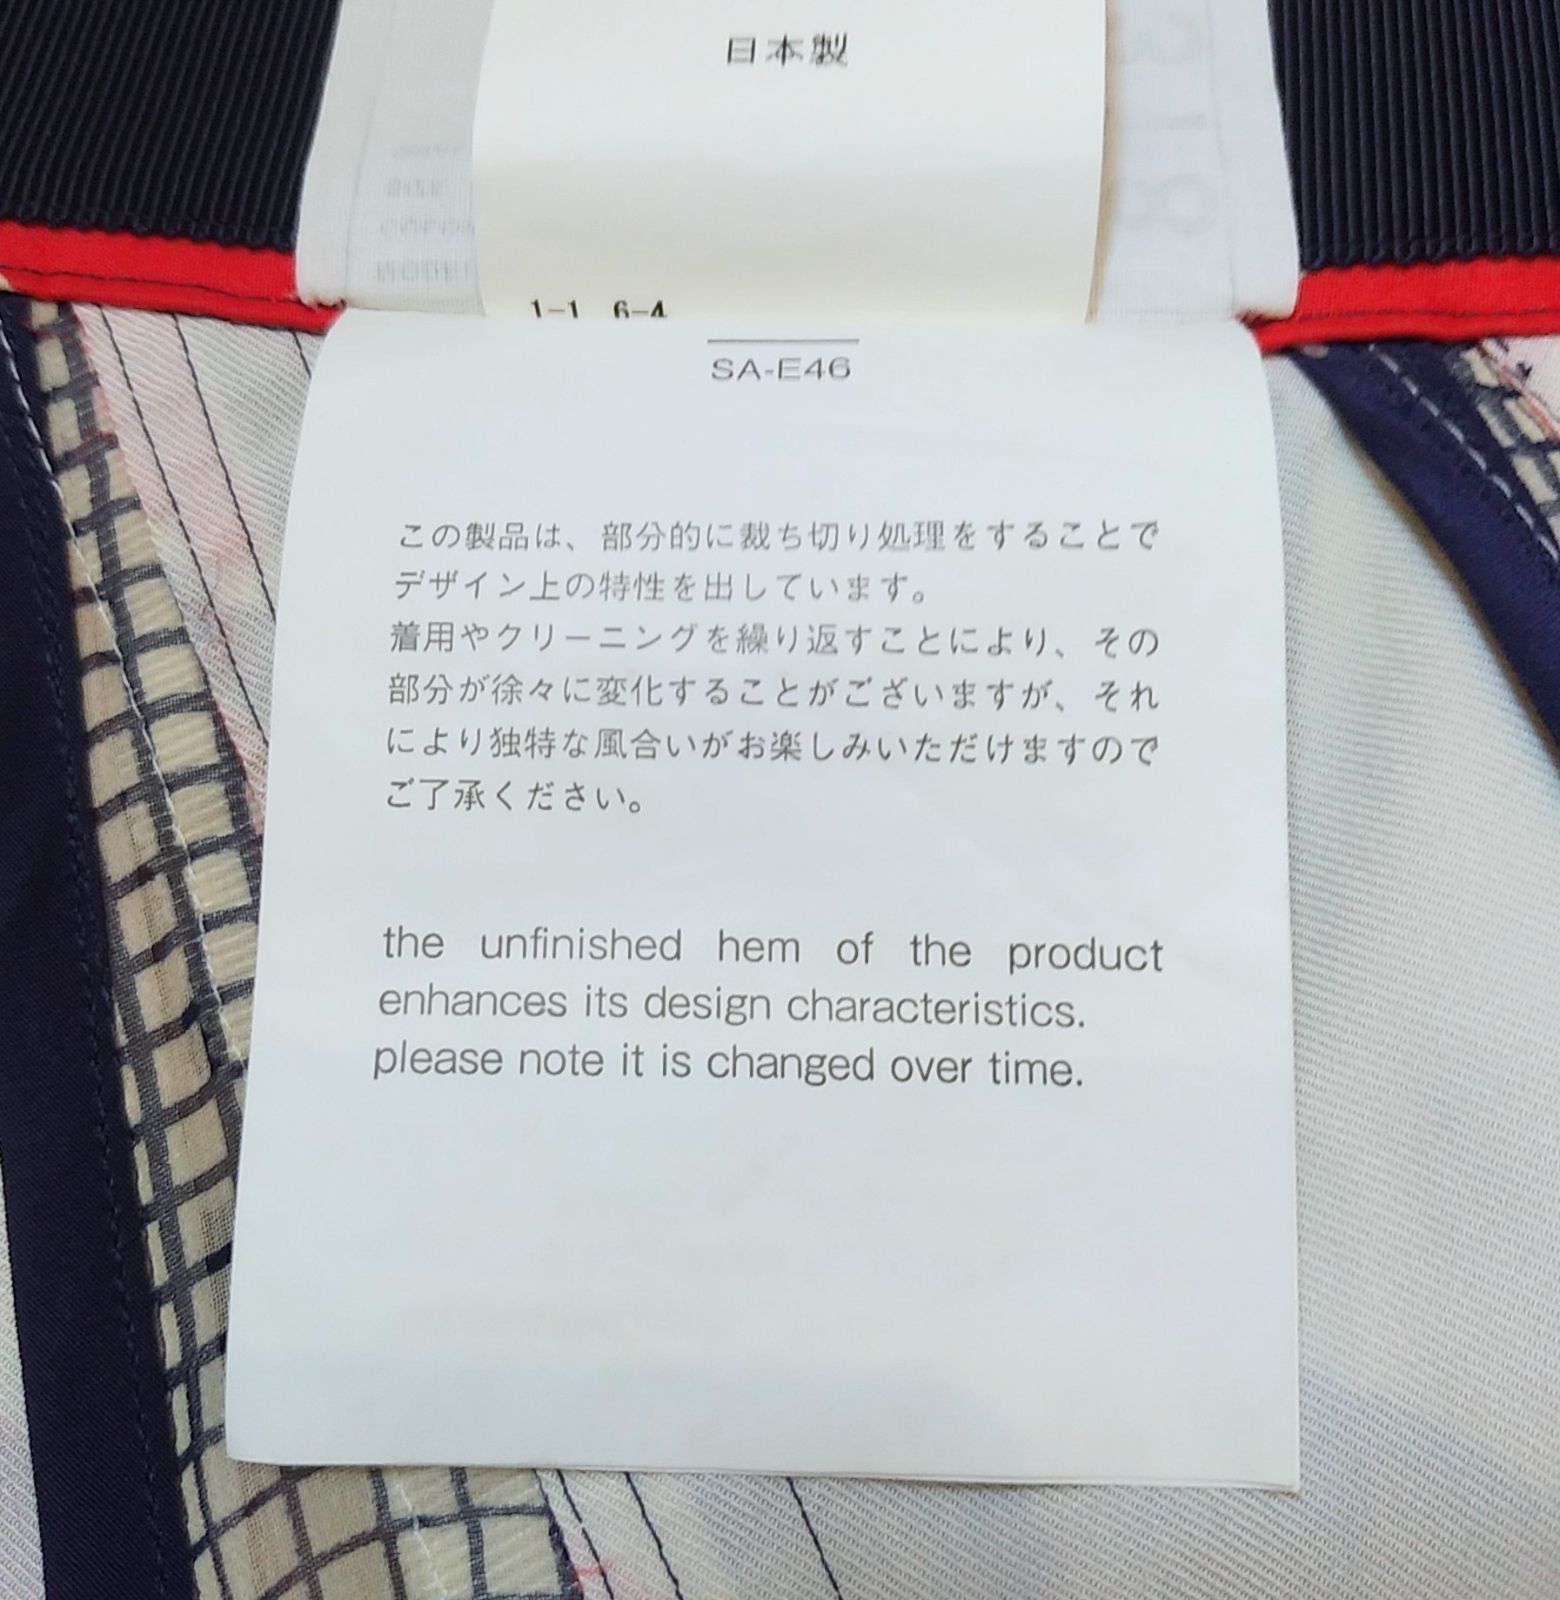 日本製
1-1 6-4
SA-E46
この製品は、部分的に裁ち切り処理をすることで
デザイン上の特性を出しています。
着用やクリーニングを繰り返すことにより、その
部分が徐々に変化することがございますが、それ
により独特な風合いがお楽しみいただけますので
ご了承ください。
the unfinished hem of the product
enhances its design characteristics.
please note it is changed over time.